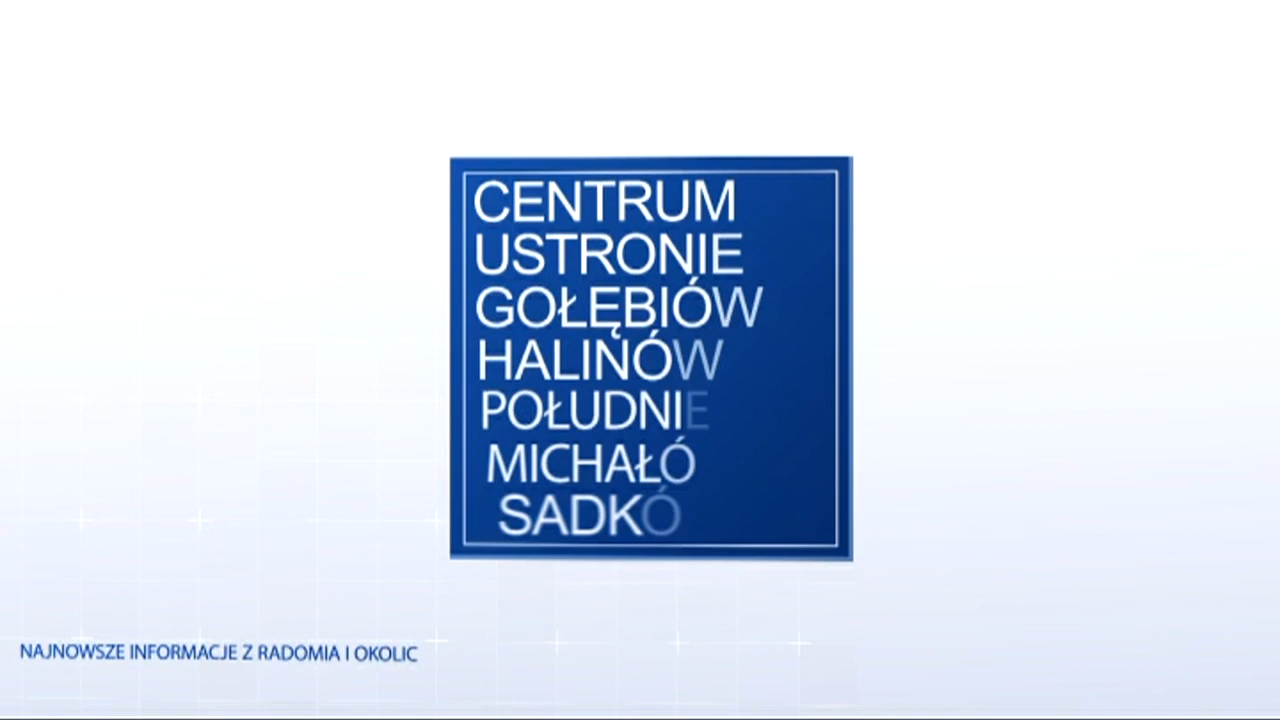 CENTRUM
USTRONIE
GOŁĘBIÓW
HALINÓW
POŁUDNIE
MICHAŁÓ
SADKÓ
NAJNOWSZE INFORMACJE Z RADOMIA I OKOLIC